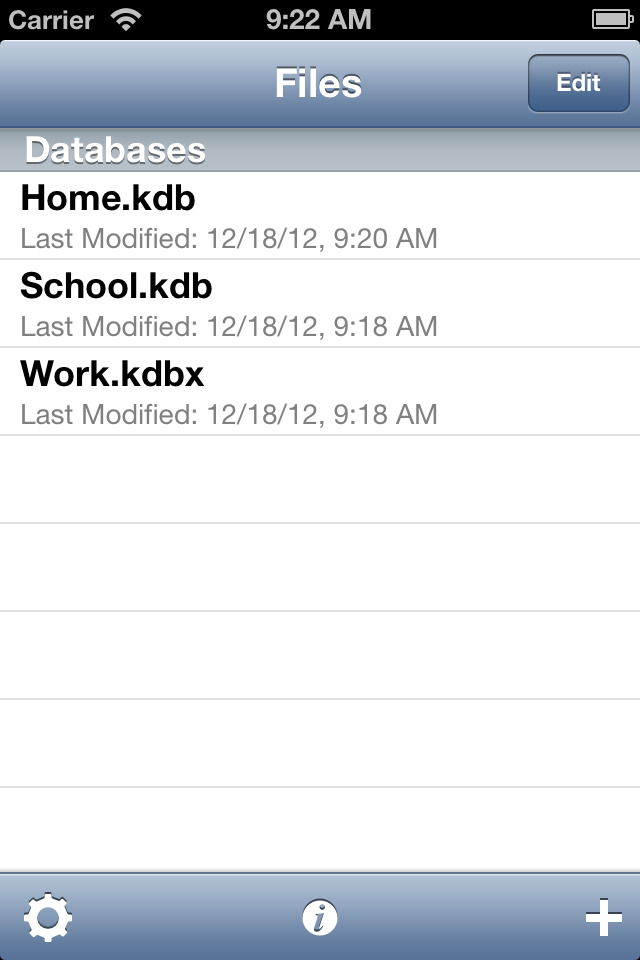 Carrier 9:22 AM
Files Edit
Databases
Home.kdb
Last Modified: 12/18/12, 9:20 AM
School.kdb
Last Modified: 12/18/12, 9:18 AM
Work.kdbx
Last Modified: 12/18/12, 9:18 AM